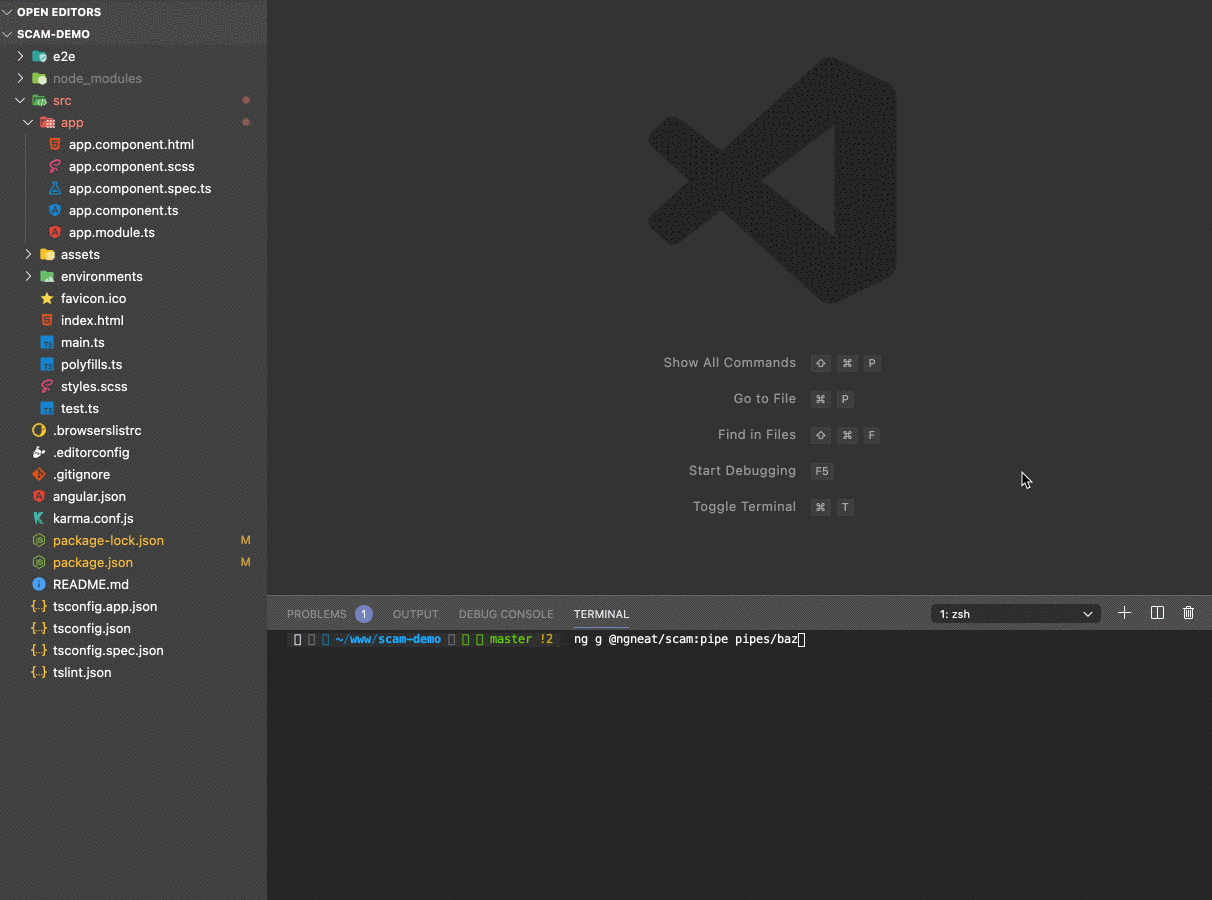 OPEN EDITORS
SCAM-DEMO
e2e
node_modules
src
app
app.component.html
app.component.scss
app.component.spec.ts
app.component.ts
app.module.ts
assets
environments
favicon.ico
index.html
main.ts
polyfills.ts
styles.scss
test.ts
.browserslistrc
.editorconfig
.gitignore
angular.json
karma.conf.js
package-lock.json M
package.json M
README.md
tsconfig.app.json
tsconfig.json
tsconfig.spec.json
tslint.json
Show All Commands ⇧ ⌘ P
Go to File ⌘ P
Find in Files ⇧ ⌘ F
Start Debugging F5
Toggle Terminal ⌘ T
PROBLEMS 1 OUTPUT DEBUG CONSOLE TERMINAL 1: zsh
~/www/scam-demo master !2 ng g @ngneat/scam:pipe pipes/baz